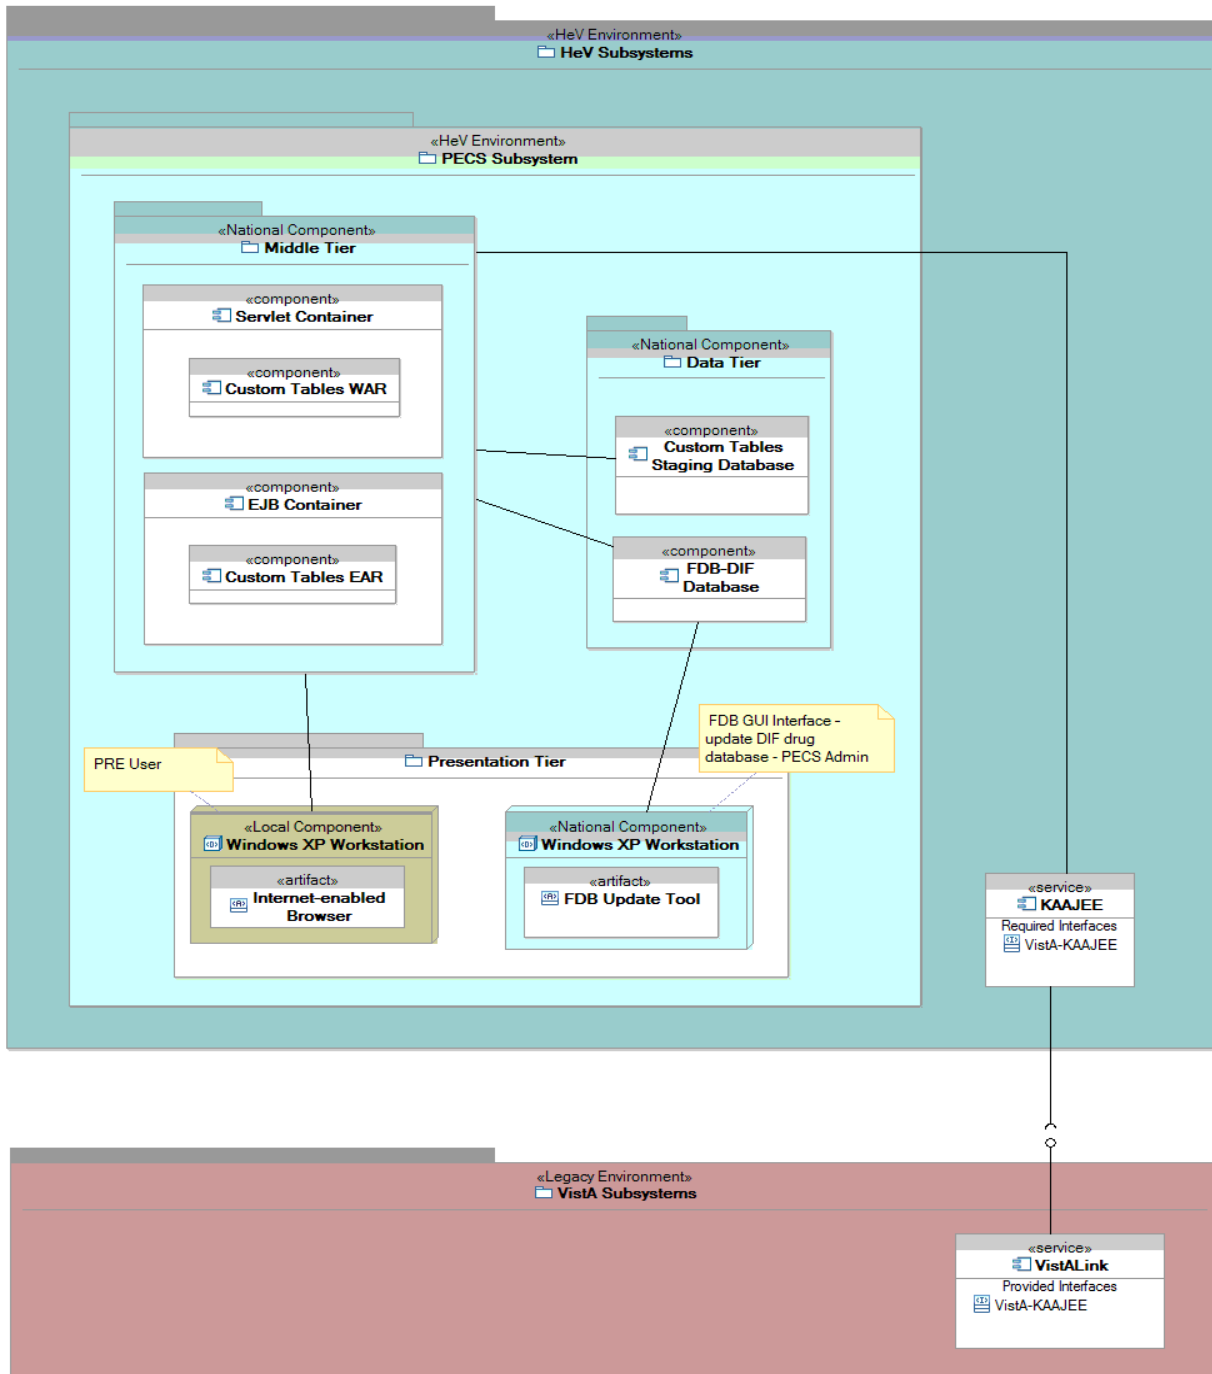 «HeV Environment»
HeV Subsystems
«HeV Environment»
PECS Subsystem
«National Component»
Middle Tier
«component»
Servlet Container
«component»
Custom Tables WAR
«component»
EJB Container
«component»
Custom Tables EAR
«National Component»
Data Tier
«component»
Custom Tables
Staging Database
«component»
FDB-DIF
Database
PRE User
Presentation Tier
FDB GUI Interface -
update DIF drug
database - PECS Admin
«Local Component»
Windows XP Workstation
«artifact»
Internet-enabled
Browser
«National Component»
Windows XP Workstation
«artifact»
FDB Update Tool
«service»
KAAJEE
Required Interfaces
VistA-KAAJEE
«Legacy Environment»
VistA Subsystems
«service»
VistALink
Provided Interfaces
VistA-KAAJEE